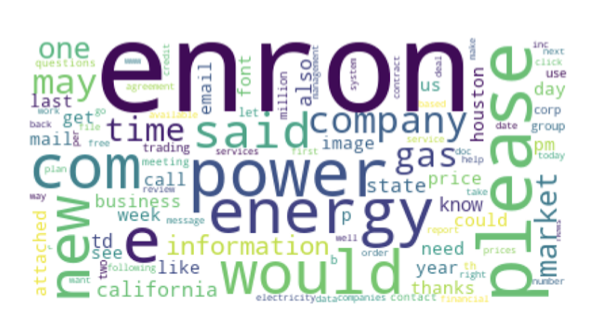 enron
one
questions
may
last
work
get
go
back
file
per
free
mail
com
plan
call
meeting
review
business
way
new
attached
td
see
two
week
following
want
message
e
like
california
time
trading
available
agreement
let
email
credit
font
services
said
million
also
management
system
contract
deal
make
us
based
company
image
service
first
power
energy
gas
state
price
doc
help
know
take
p
could
well
information
b
order
would
need
report
year
th
prices
right
thanks
electricity
data
companies
contact
financial
please
houston
inc
next
click
use
day
corp
date
group
pm
today
market
news
number